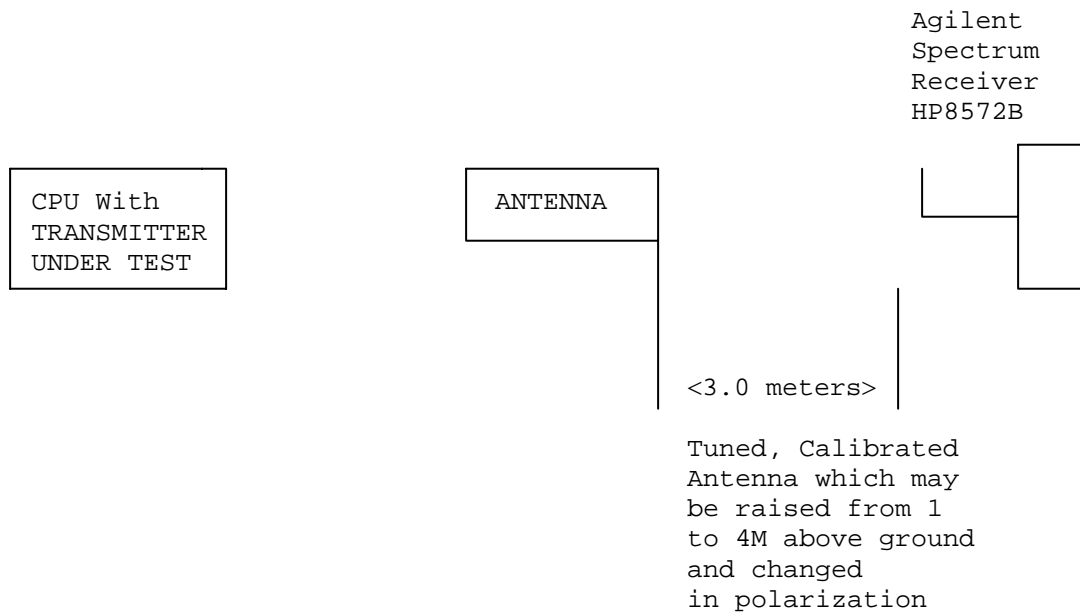 Agilent
Spectrum
Receiver
HP8572B
CPU With
TRANSMITTER
UNDER TEST
ANTENNA
<3.0 meters>
Tuned, Calibrated
Antenna which may
be raised from 1
to 4M above ground
and changed
in polarization